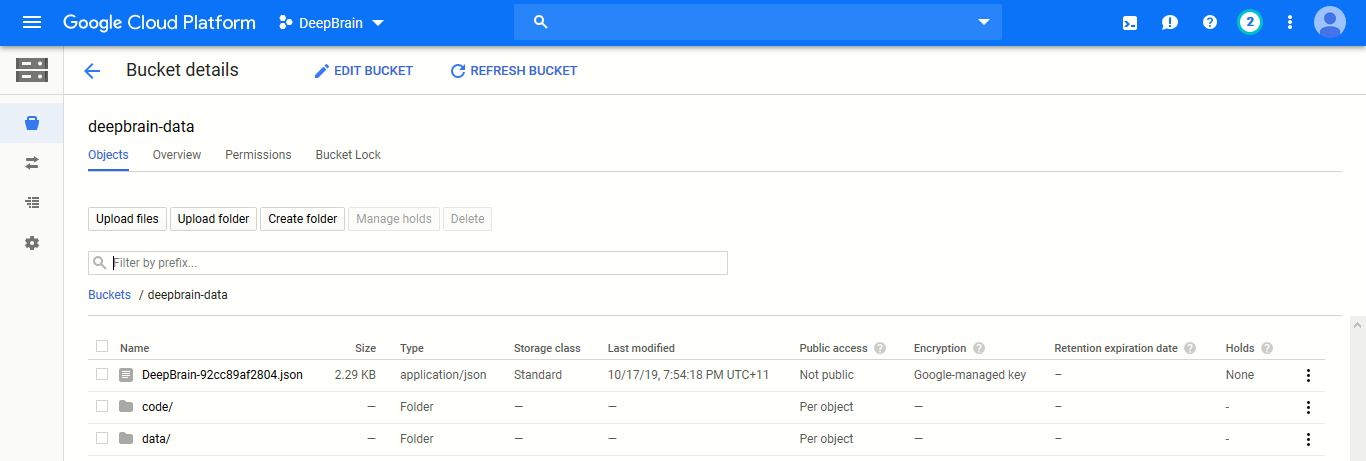 Google Cloud Platform DeepBrain 2
Bucket details EDIT BUCKET REFRESH BUCKET
deepbrain-data
Objects Overview Permissions Bucket Lock
Upload files Upload folder Create folder Manage holds Delete
Filter by prefix...
Buckets / deepbrain-data
Name Size Type Storage class Last modified Public access Encryption Retention expiration date Holds
DeepBrain-92cc89af2804.json 2.29 KB application/json Standard 10/17/19, 7:54:18 PM UTC+11 Not public Google-managed key – None
code/ — Folder — — Per object — – -
data/ — Folder — — Per object — – -